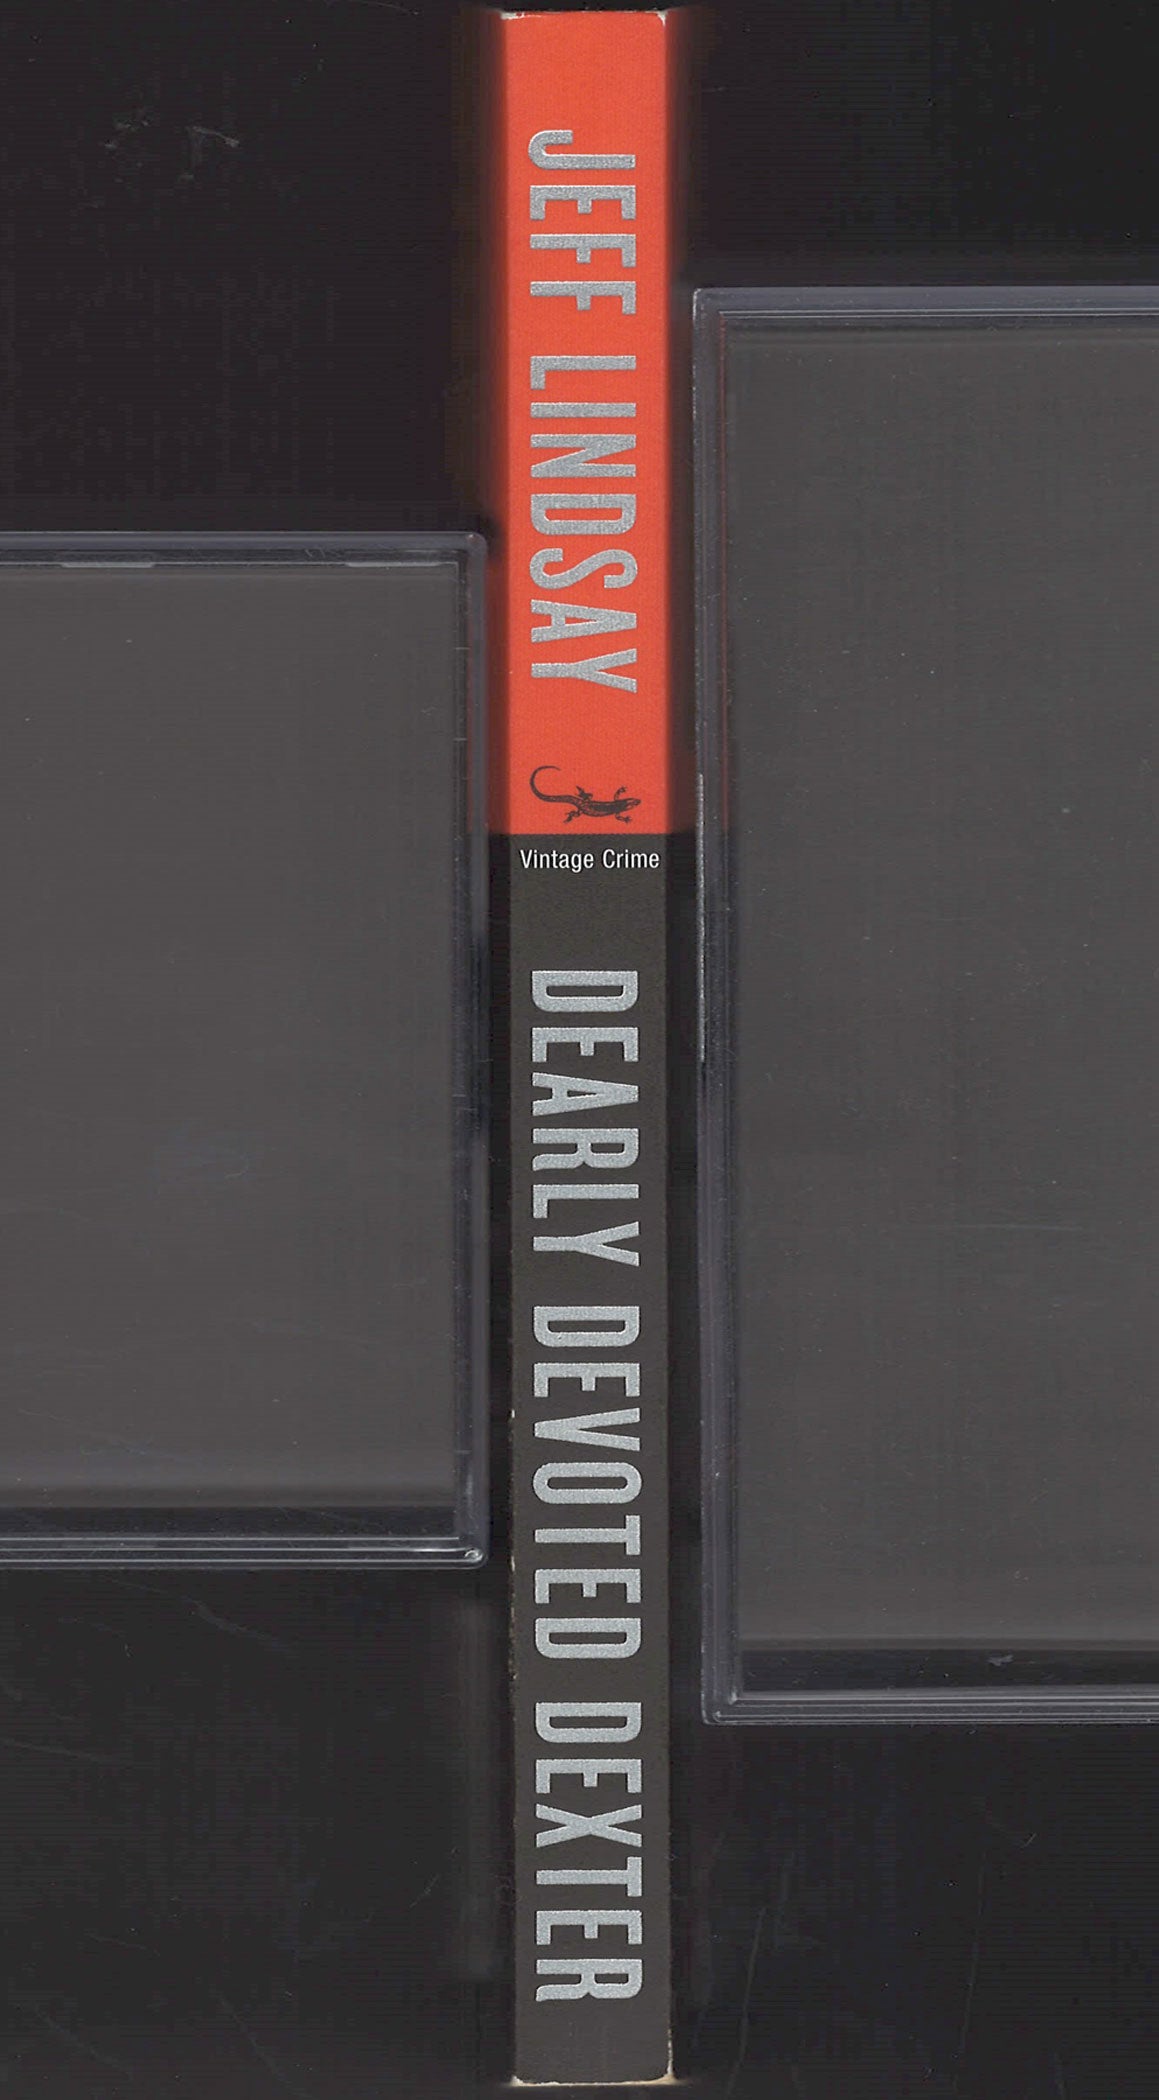 JEFF LINDSAY
Vintage Crime
DEARLY DEVOTED DEXTER